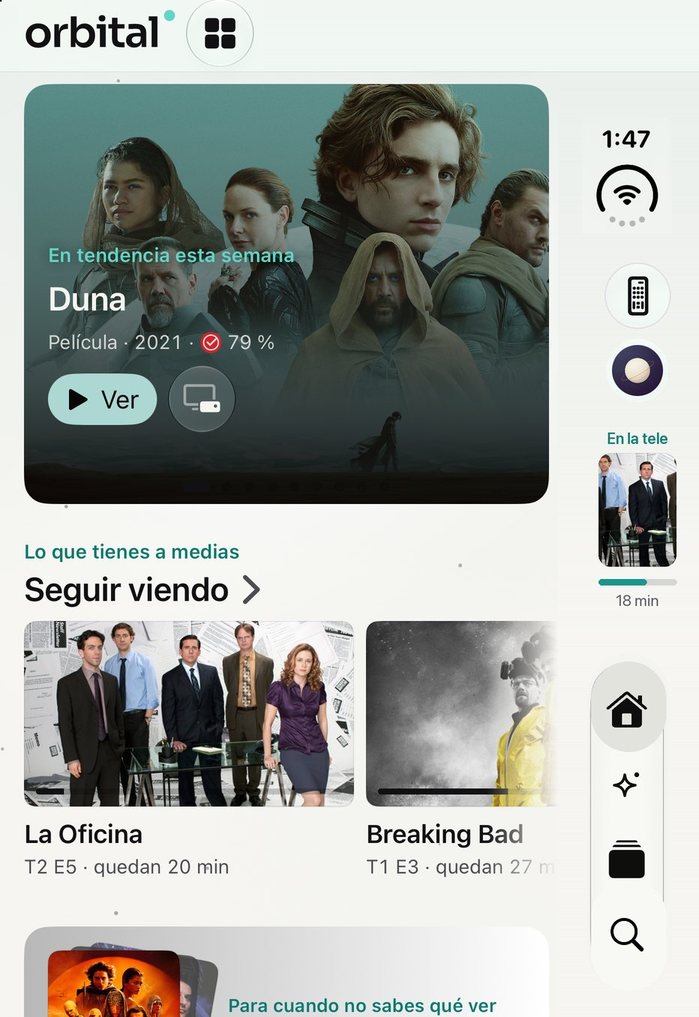 orbital
1:47
En tendencia esta semana
Duna
Película · 2021 · 79 %
Ver
En la tele
18 min
Lo que tienes a medias
Seguir viendo
La Oficina
T2 E5 · quedan 20 min
Breaking Bad
T1 E3 · quedan 27 m
Para cuando no sabes qué ver